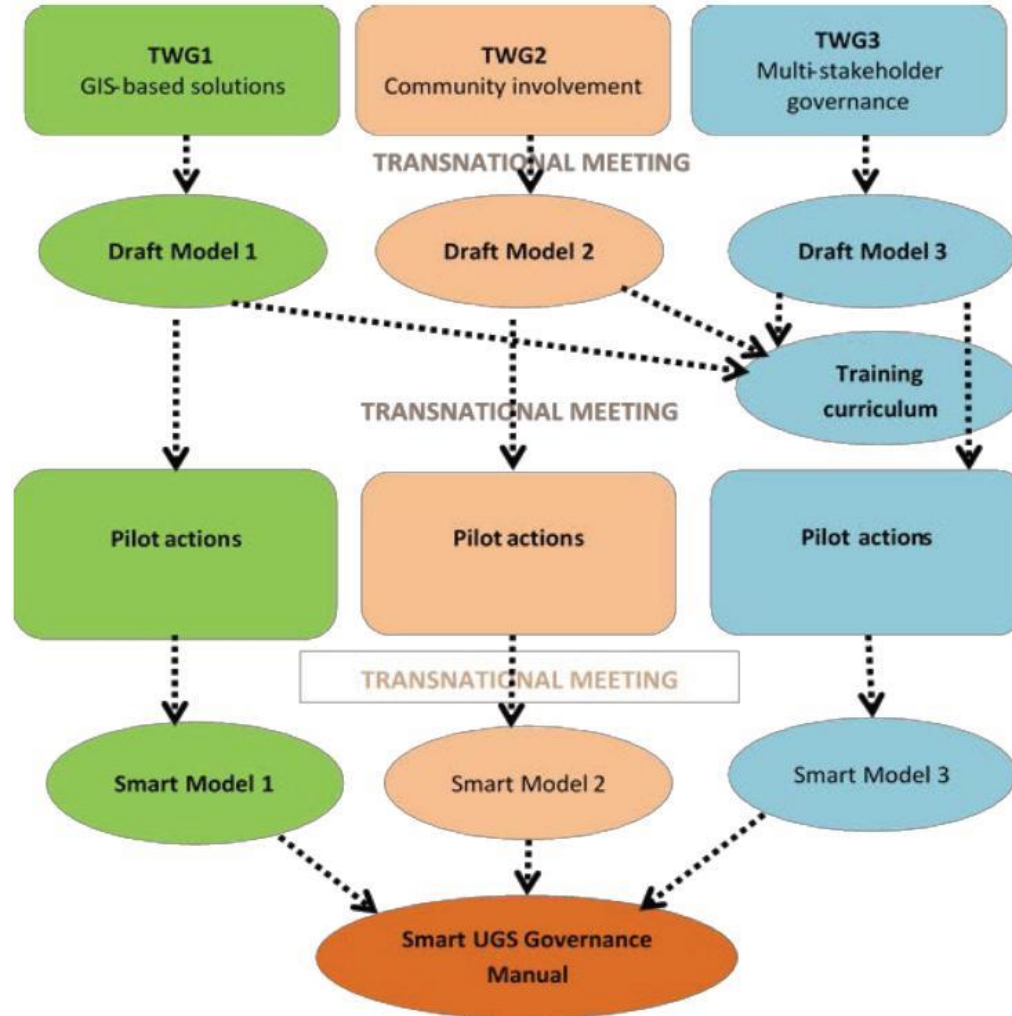 TWG1
GIS-based solutions
TWG2
Community involvement
TWG3
Multi-stakeholder
governance
TRANSNATIONAL MEETING
Draft Model 1
Draft Model 2
Draft Model 3
Training
curriculum
TRANSNATIONAL MEETING
Pilot actions
Pilot actions
Pilot actions
TRANSNATIONAL MEETING
Smart Model 1
Smart Model 2
Smart Model 3
Smart UGS Governance
Manual